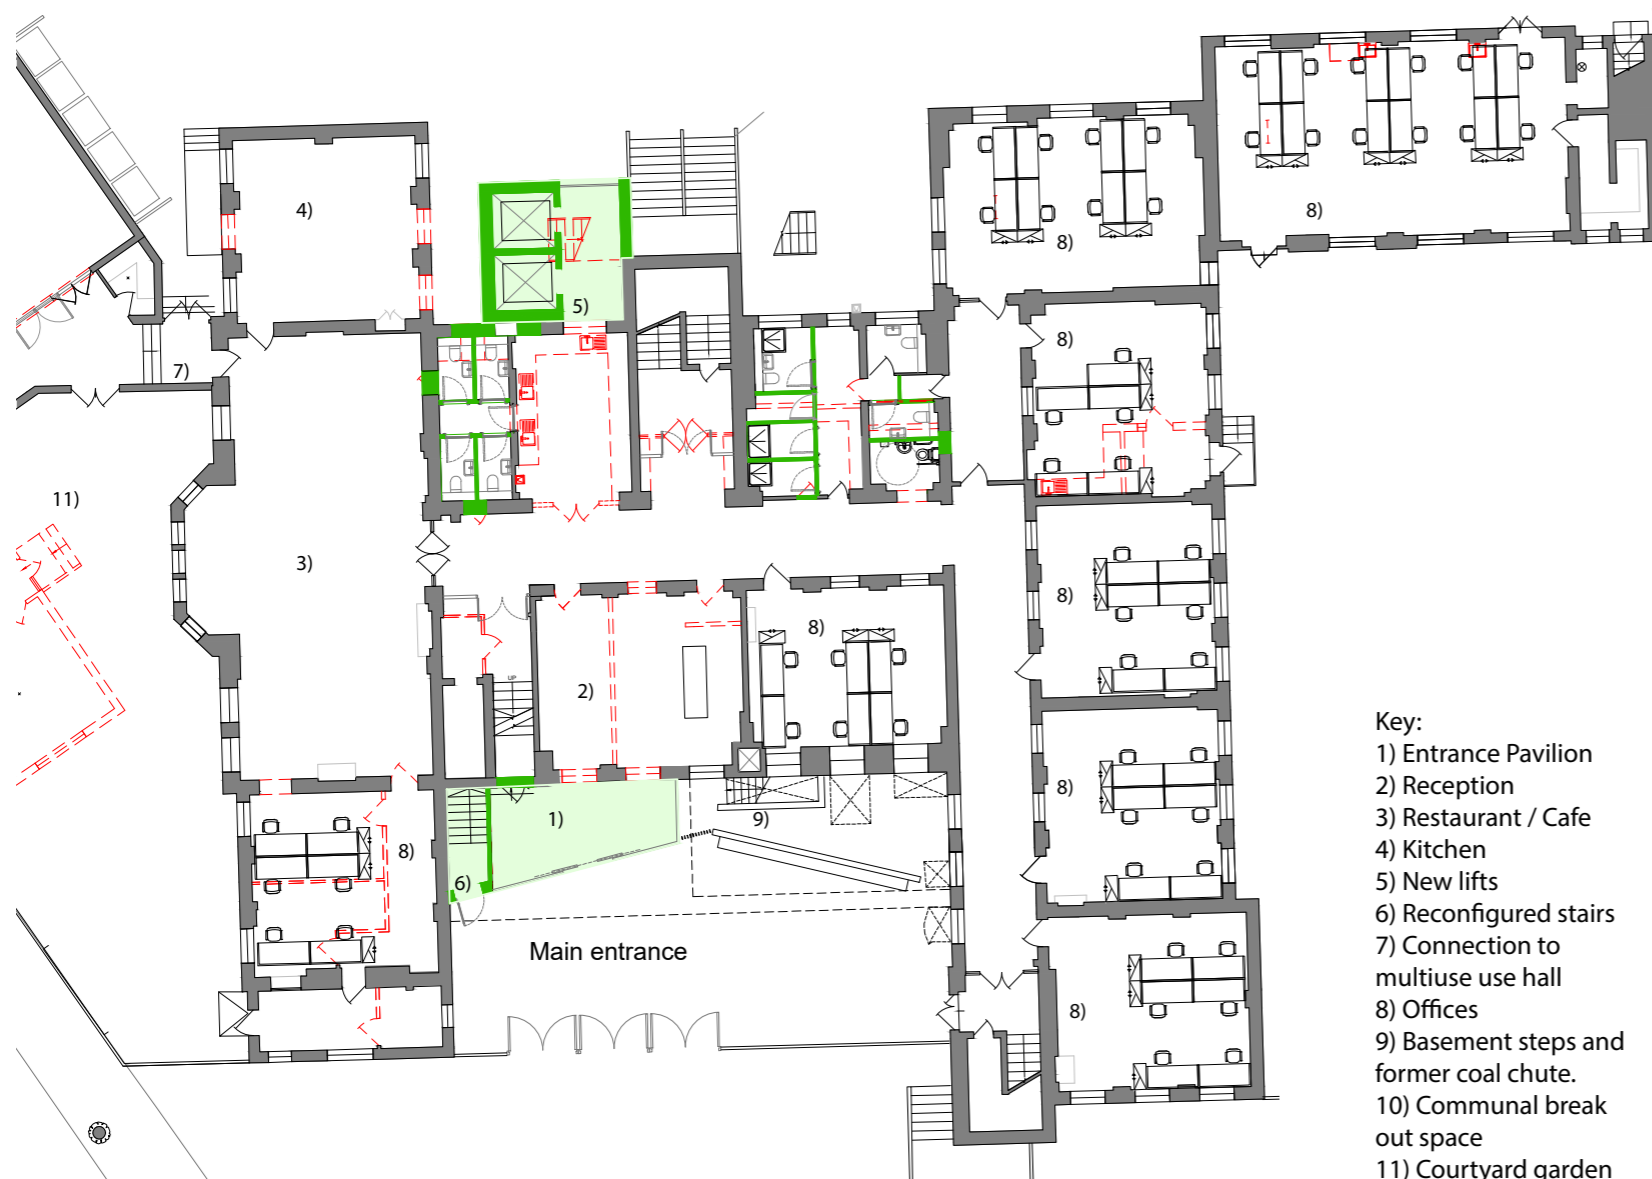 8)
4)
8)
5)
8)
7)
11)
3)
8)
8)
UP
2)
8)
1)
9)
8)
6)
Main entrance
8)
Key:
1) Entrance Pavilion
2) Reception
3) Restaurant / Cafe
4) Kitchen
5) New lifts
6) Reconfigured stairs
7) Connection to
multiuse use hall
8) Offices
9) Basement steps and
former coal chute.
10) Communal break
out space
11) Courtyard garden
8)